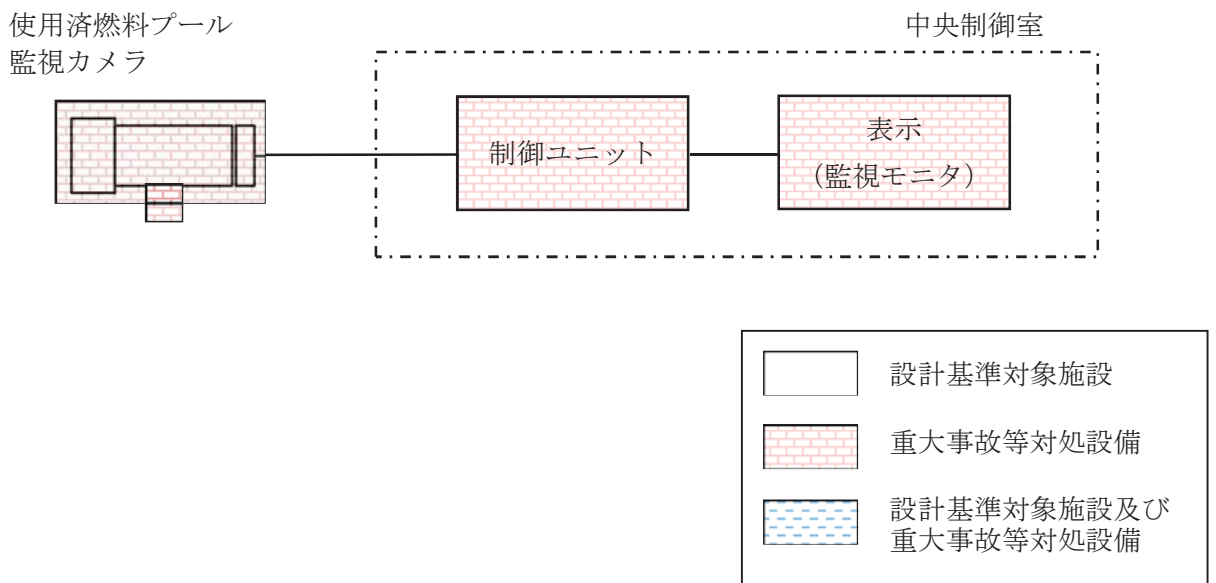 使用済燃料プール
監視カメラ
中央制御室
制御ユニット
表示
(監視モニタ)
設計基準対象施設
重大事故等対処設備
設計基準対象施設及び
重大事故等対処設備